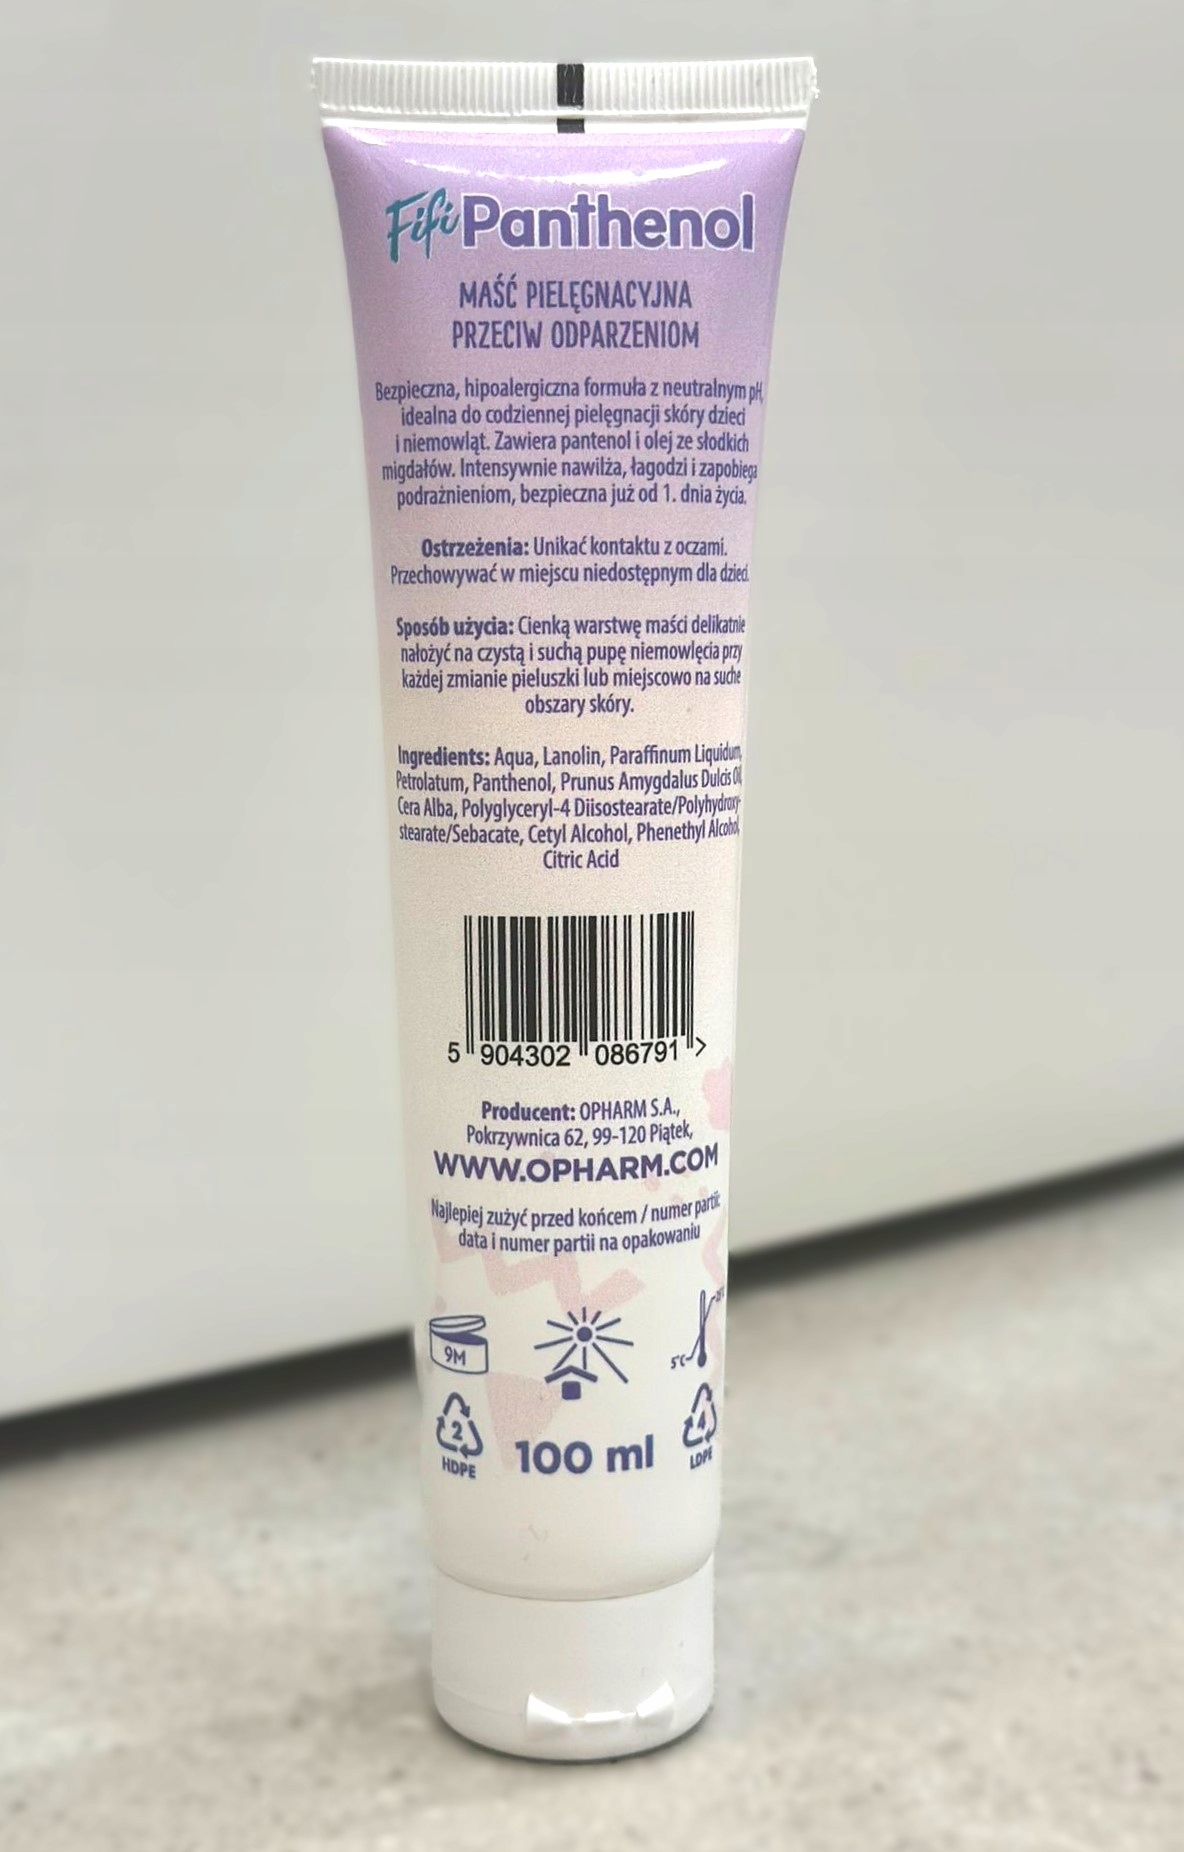 Fifi Panthenol
MAŚĆ PIELĘGNACYJNA
PRZECIW ODPARZENIOM
Bezpieczna, hipoalergiczna formuła z neutralnym pH,
idealna do codziennej pielęgnacji skóry dzieci
i niemowląt. Zawiera pantenol i olej ze słodkich
migdałów. Intensywnie nawilża, łagodzi i zapobiega
podrażnieniom, bezpieczna już od 1. dnia życia.
Ostrzeżenia: Unikać kontaktu z oczami.
Przechowywać w miejscu niedostępnym dla dzieci.
Sposób użycia: Cienką warstwę maści delikatnie
nałożyć na czystą i suchą pupę niemowlęcia przy
każdej zmianie pieluszki lub miejscowo na suche
obszary skóry.
Ingredients: Aqua, Lanolin, Paraffinum Liquidum,
Petrolatum, Panthenol, Prunus Amygdalus Dulcis Oil,
Cera Alba, Polyglyceryl-4 Diisostearate/Polyhydroxy-
stearate/Sebacate, Cetyl Alcohol, Phenethyl Alcohol,
Citric Acid
5 904302 086791 >
Producent: OPHARM S.A.,
Pokrzywnica 62, 99-120 Piątek,
WWW.OPHARM.COM
Najlepiej zużyć przed końcem / numer partii:
data i numer partii na opakowaniu
9M
5°C
2
HDPE
100 ml
4
LDPE